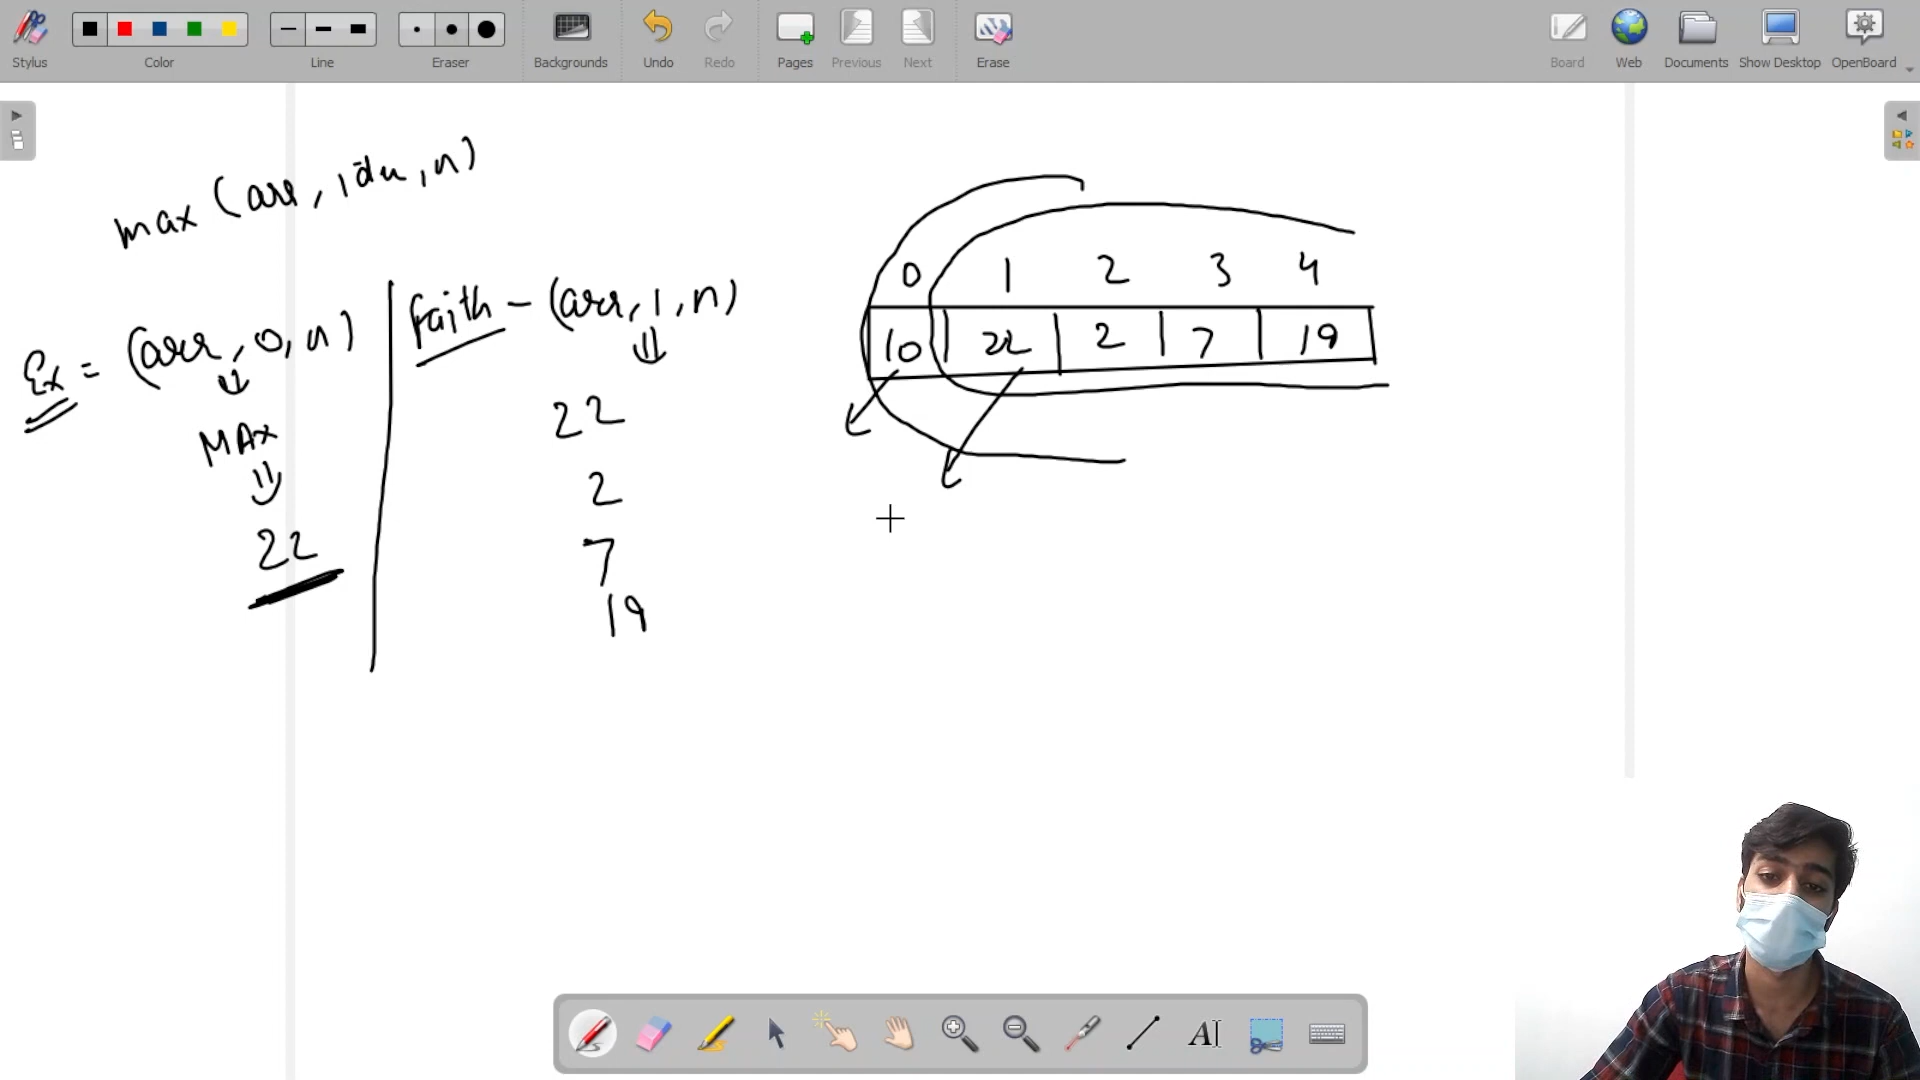 Stylus Color Line Eraser Backgrounds Undo Redo Pages Previous Next Erase Board Web Documents Show Desktop OpenBoard
max (arr, idx, n)
Ex = (arr, 0, n)
MAX
22
faith - (arr, 1, n)
22
2
7
19
0 1 2 3 4
10 22 2 7 19